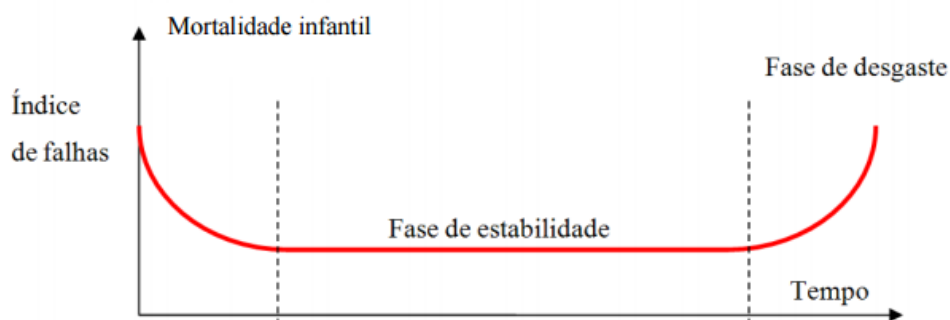 Mortalidade infantil
Fase de desgaste
Índice
de falhas
Fase de estabilidade
Tempo